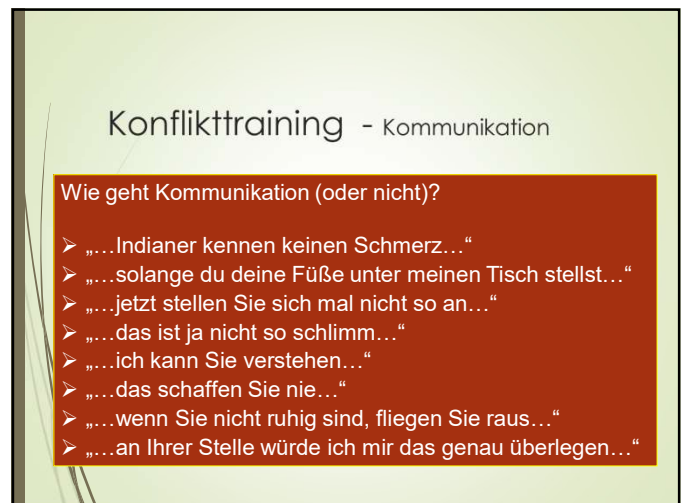 Konflikttraining - Kommunikation
Wie geht Kommunikation (oder nicht)?
➢ „…Indianer kennen keinen Schmerz…“
➢ „…solange du deine Füße unter meinen Tisch stellst…“
➢ „…jetzt stellen Sie sich mal nicht so an…“
➢ „…das ist ja nicht so schlimm…“
➢ „…ich kann Sie verstehen…“
➢ „…das schaffen Sie nie…“
➢ „…wenn Sie nicht ruhig sind, fliegen Sie raus…“
➢ „…an Ihrer Stelle würde ich mir das genau überlegen…“